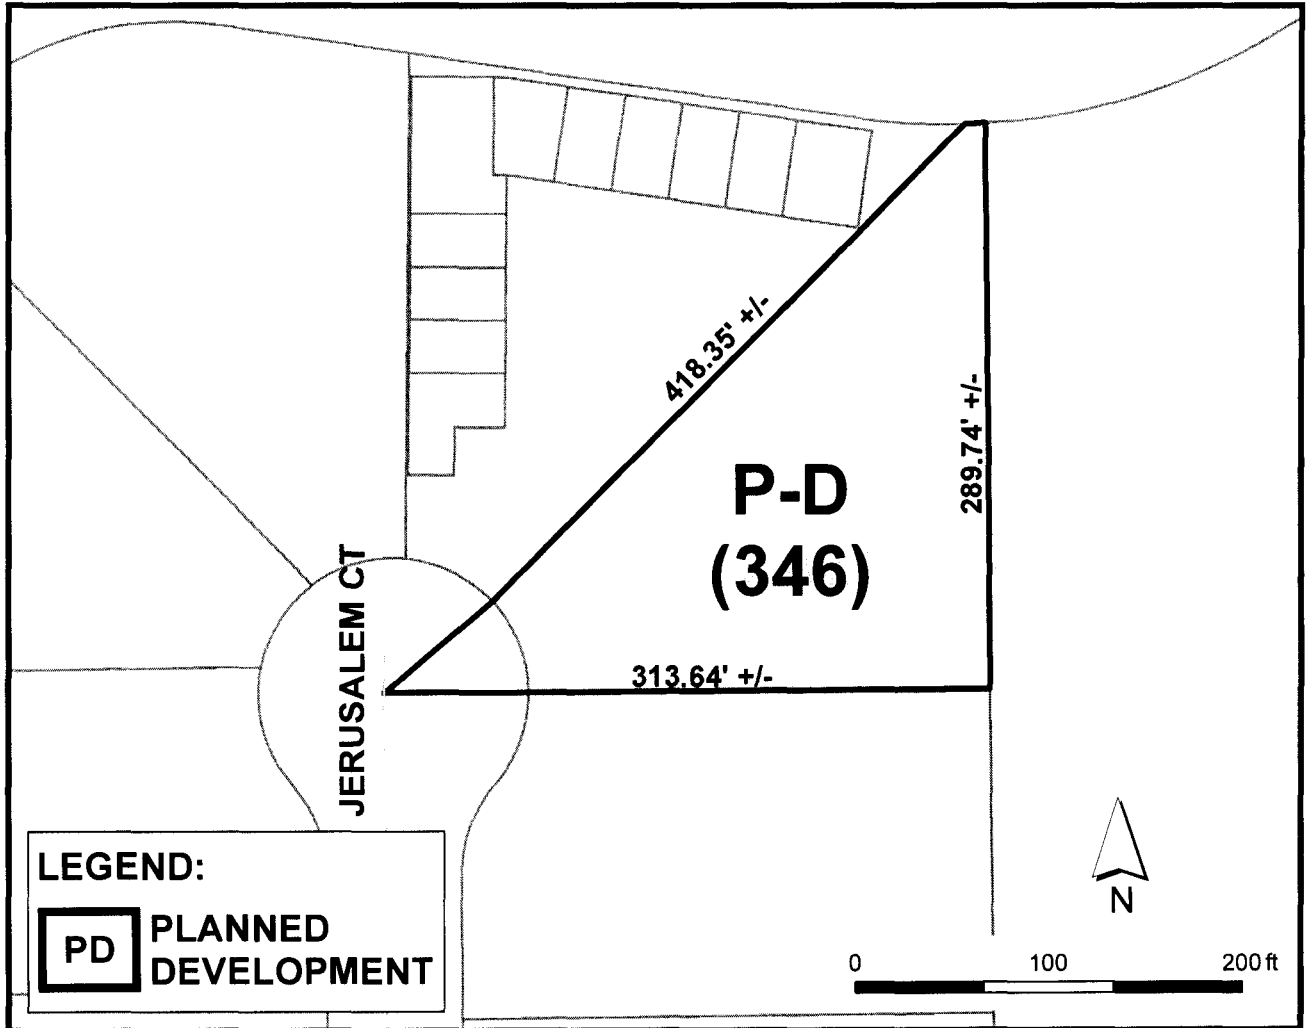 418.35' +/-
289.74' +/-
P-D
(346)
313.64' +/-
JERUSALEM CT
LEGEND:
PD
PLANNED
DEVELOPMENT
N
0 100 200 ft